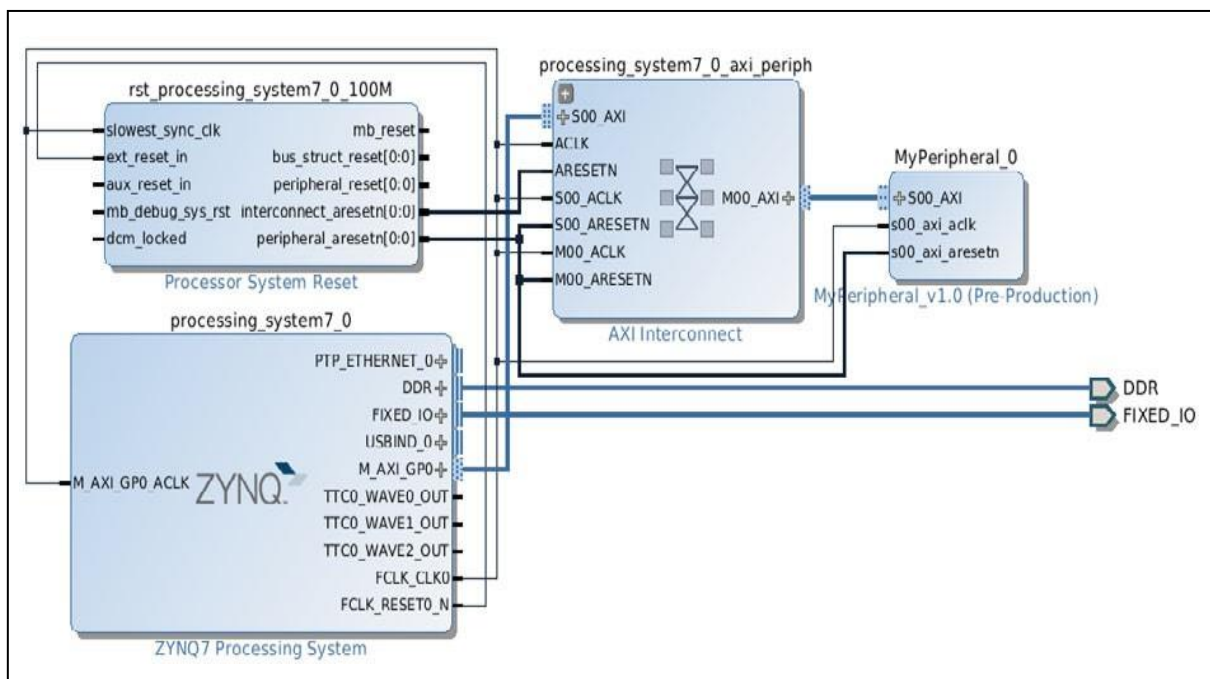 rst_processing_system7_0_100M
slowest_sync_clk
ext_reset_in
aux_reset_in
mb_debug_sys_rst
dcm_locked
mb_reset
bus_struct_reset[0:0]
peripheral_reset[0:0]
interconnect_aresetn[0:0]
peripheral_aresetn[0:0]
Processor System Reset
processing_system7_0_axi_periph
S00_AXI
ACLK
ARESETN
S00_ACLK
S00_ARESETN
M00_ACLK
M00_ARESETN
M00_AXI
AXI Interconnect
MyPeripheral_0
S00_AXI
s00_axi_aclk
s00_axi_aresetn
MyPeripheral_v1.0 (Pre-Production)
processing_system7_0
M_AXI_GP0_ACLK
ZYNQ
PTP_ETHERNET_0
DDR
FIXED_IO
USBIND_0
M_AXI_GP0
TTC0_WAVE0_OUT
TTC0_WAVE1_OUT
TTC0_WAVE2_OUT
FCLK_CLK0
FCLK_RESET0_N
ZYNQ7 Processing System
DDR
FIXED_IO